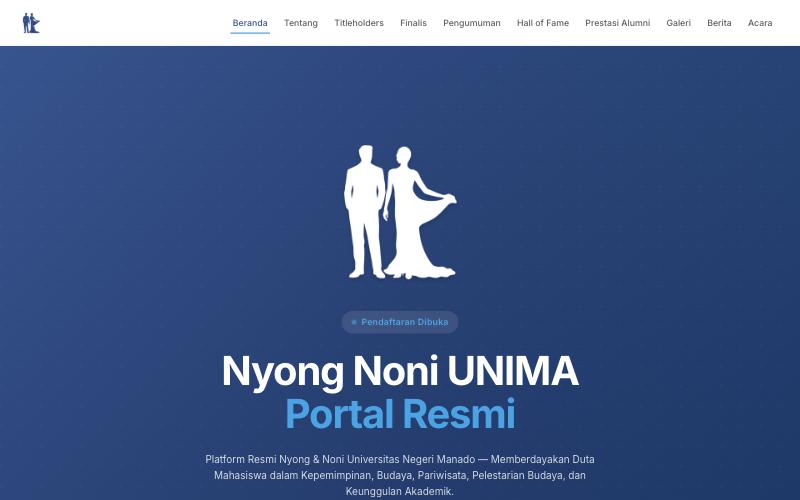 Beranda Tentang Titleholders Finalis Pengumuman Hall of Fame Prestasi Alumni Galeri Berita Acara
Pendaftaran Dibuka
Nyong Noni UNIMA
Portal Resmi
Platform Resmi Nyong & Noni Universitas Negeri Manado — Memberdayakan Duta
Mahasiswa dalam Kepemimpinan, Budaya, Pariwisata, Pelestarian Budaya, dan
Keunggulan Akademik.